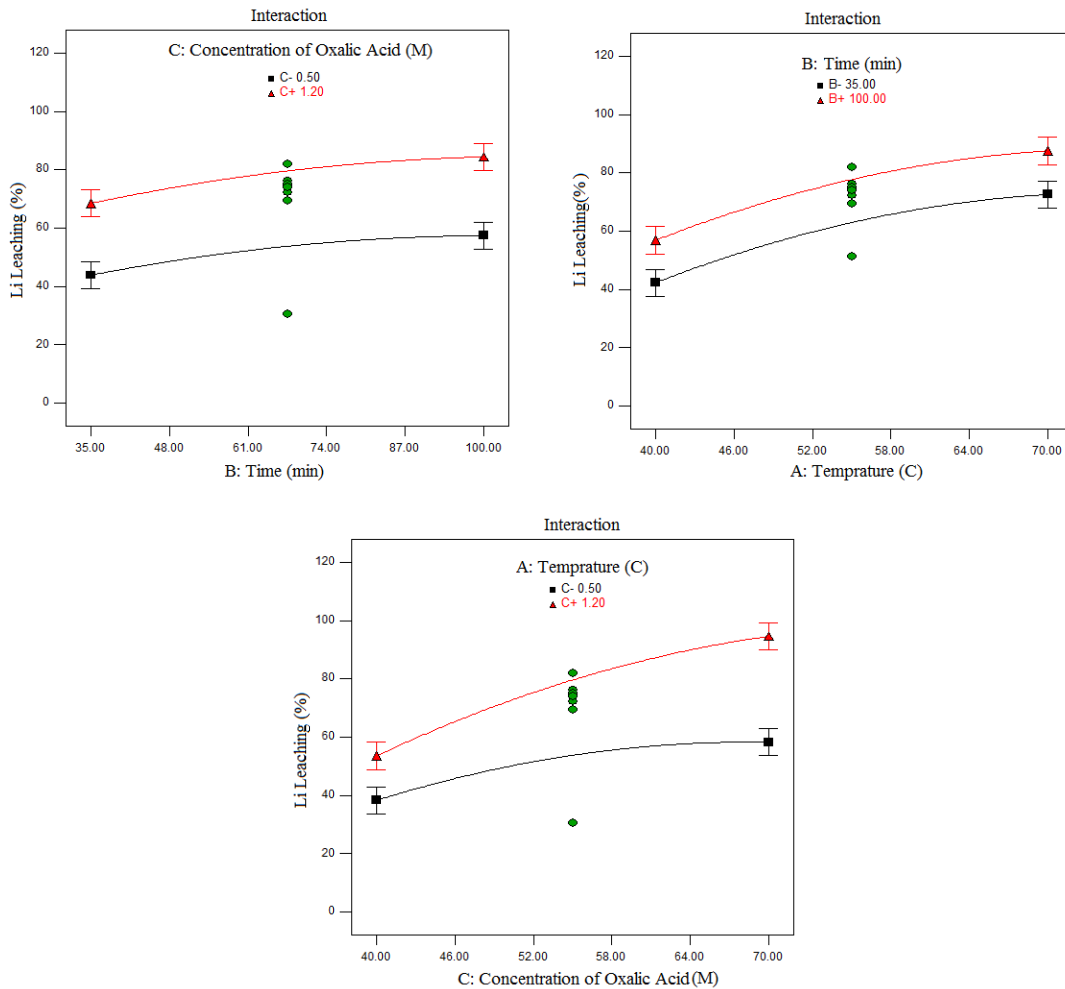 Interaction
C: Concentration of Oxalic Acid (M)
C- 0.50
C+ 1.20
120
100
80
60
40
20
0
Li Leaching (%)
35.00 48.00 61.00 74.00 87.00 100.00
B: Time (min)
Interaction
B: Time (min)
B- 35.00
B+ 100.00
120
100
80
60
40
20
0
Li Leaching(%)
40.00 46.00 52.00 58.00 64.00 70.00
A: Temprature (C)
Interaction
A: Temprature (C)
C- 0.50
C+ 1.20
120
100
80
60
40
20
0
Li Leaching (%)
40.00 46.00 52.00 58.00 64.00 70.00
C: Concentration of Oxalic Acid (M)